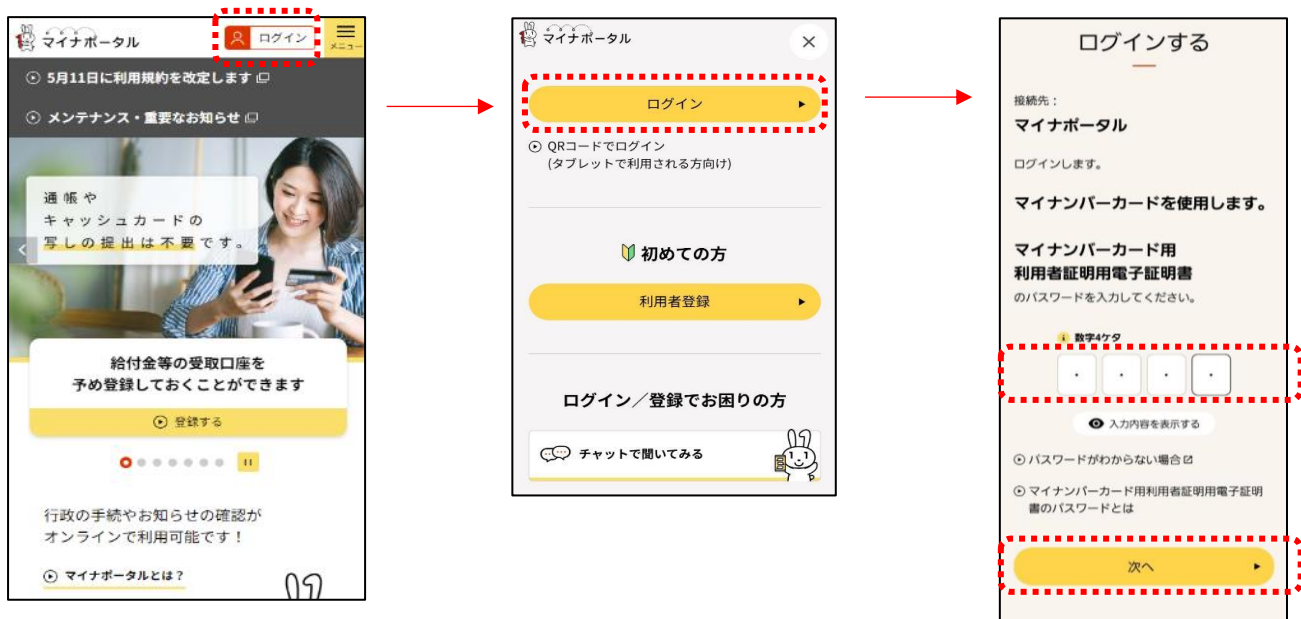 マイナポータル
ログイン
メニュー
5月11日に利用規約を改定します
メンテナンス・重要なお知らせ
通帳や
キャッシュカードの
写しの提出は不要です。
給付金等の受取口座を
予め登録しておくことができます
登録する
行政の手続やお知らせの確認が
オンラインで利用可能です！
マイナポータルとは？
マイナポータル
ログイン
QRコードでログイン
(タブレットで利用される方向け)
初めての方
利用者登録
ログイン／登録でお困りの方
チャットで聞いてみる
ログインする
接続先：
マイナポータル
ログインします。
マイナンバーカードを使用します。
マイナンバーカード用
利用者証明用電子証明書
のパスワードを入力してください。
数字4ケタ
入力内容を表示する
パスワードがわからない場合
マイナンバーカード用利用者証明用電子証明
書のパスワードとは
次へ